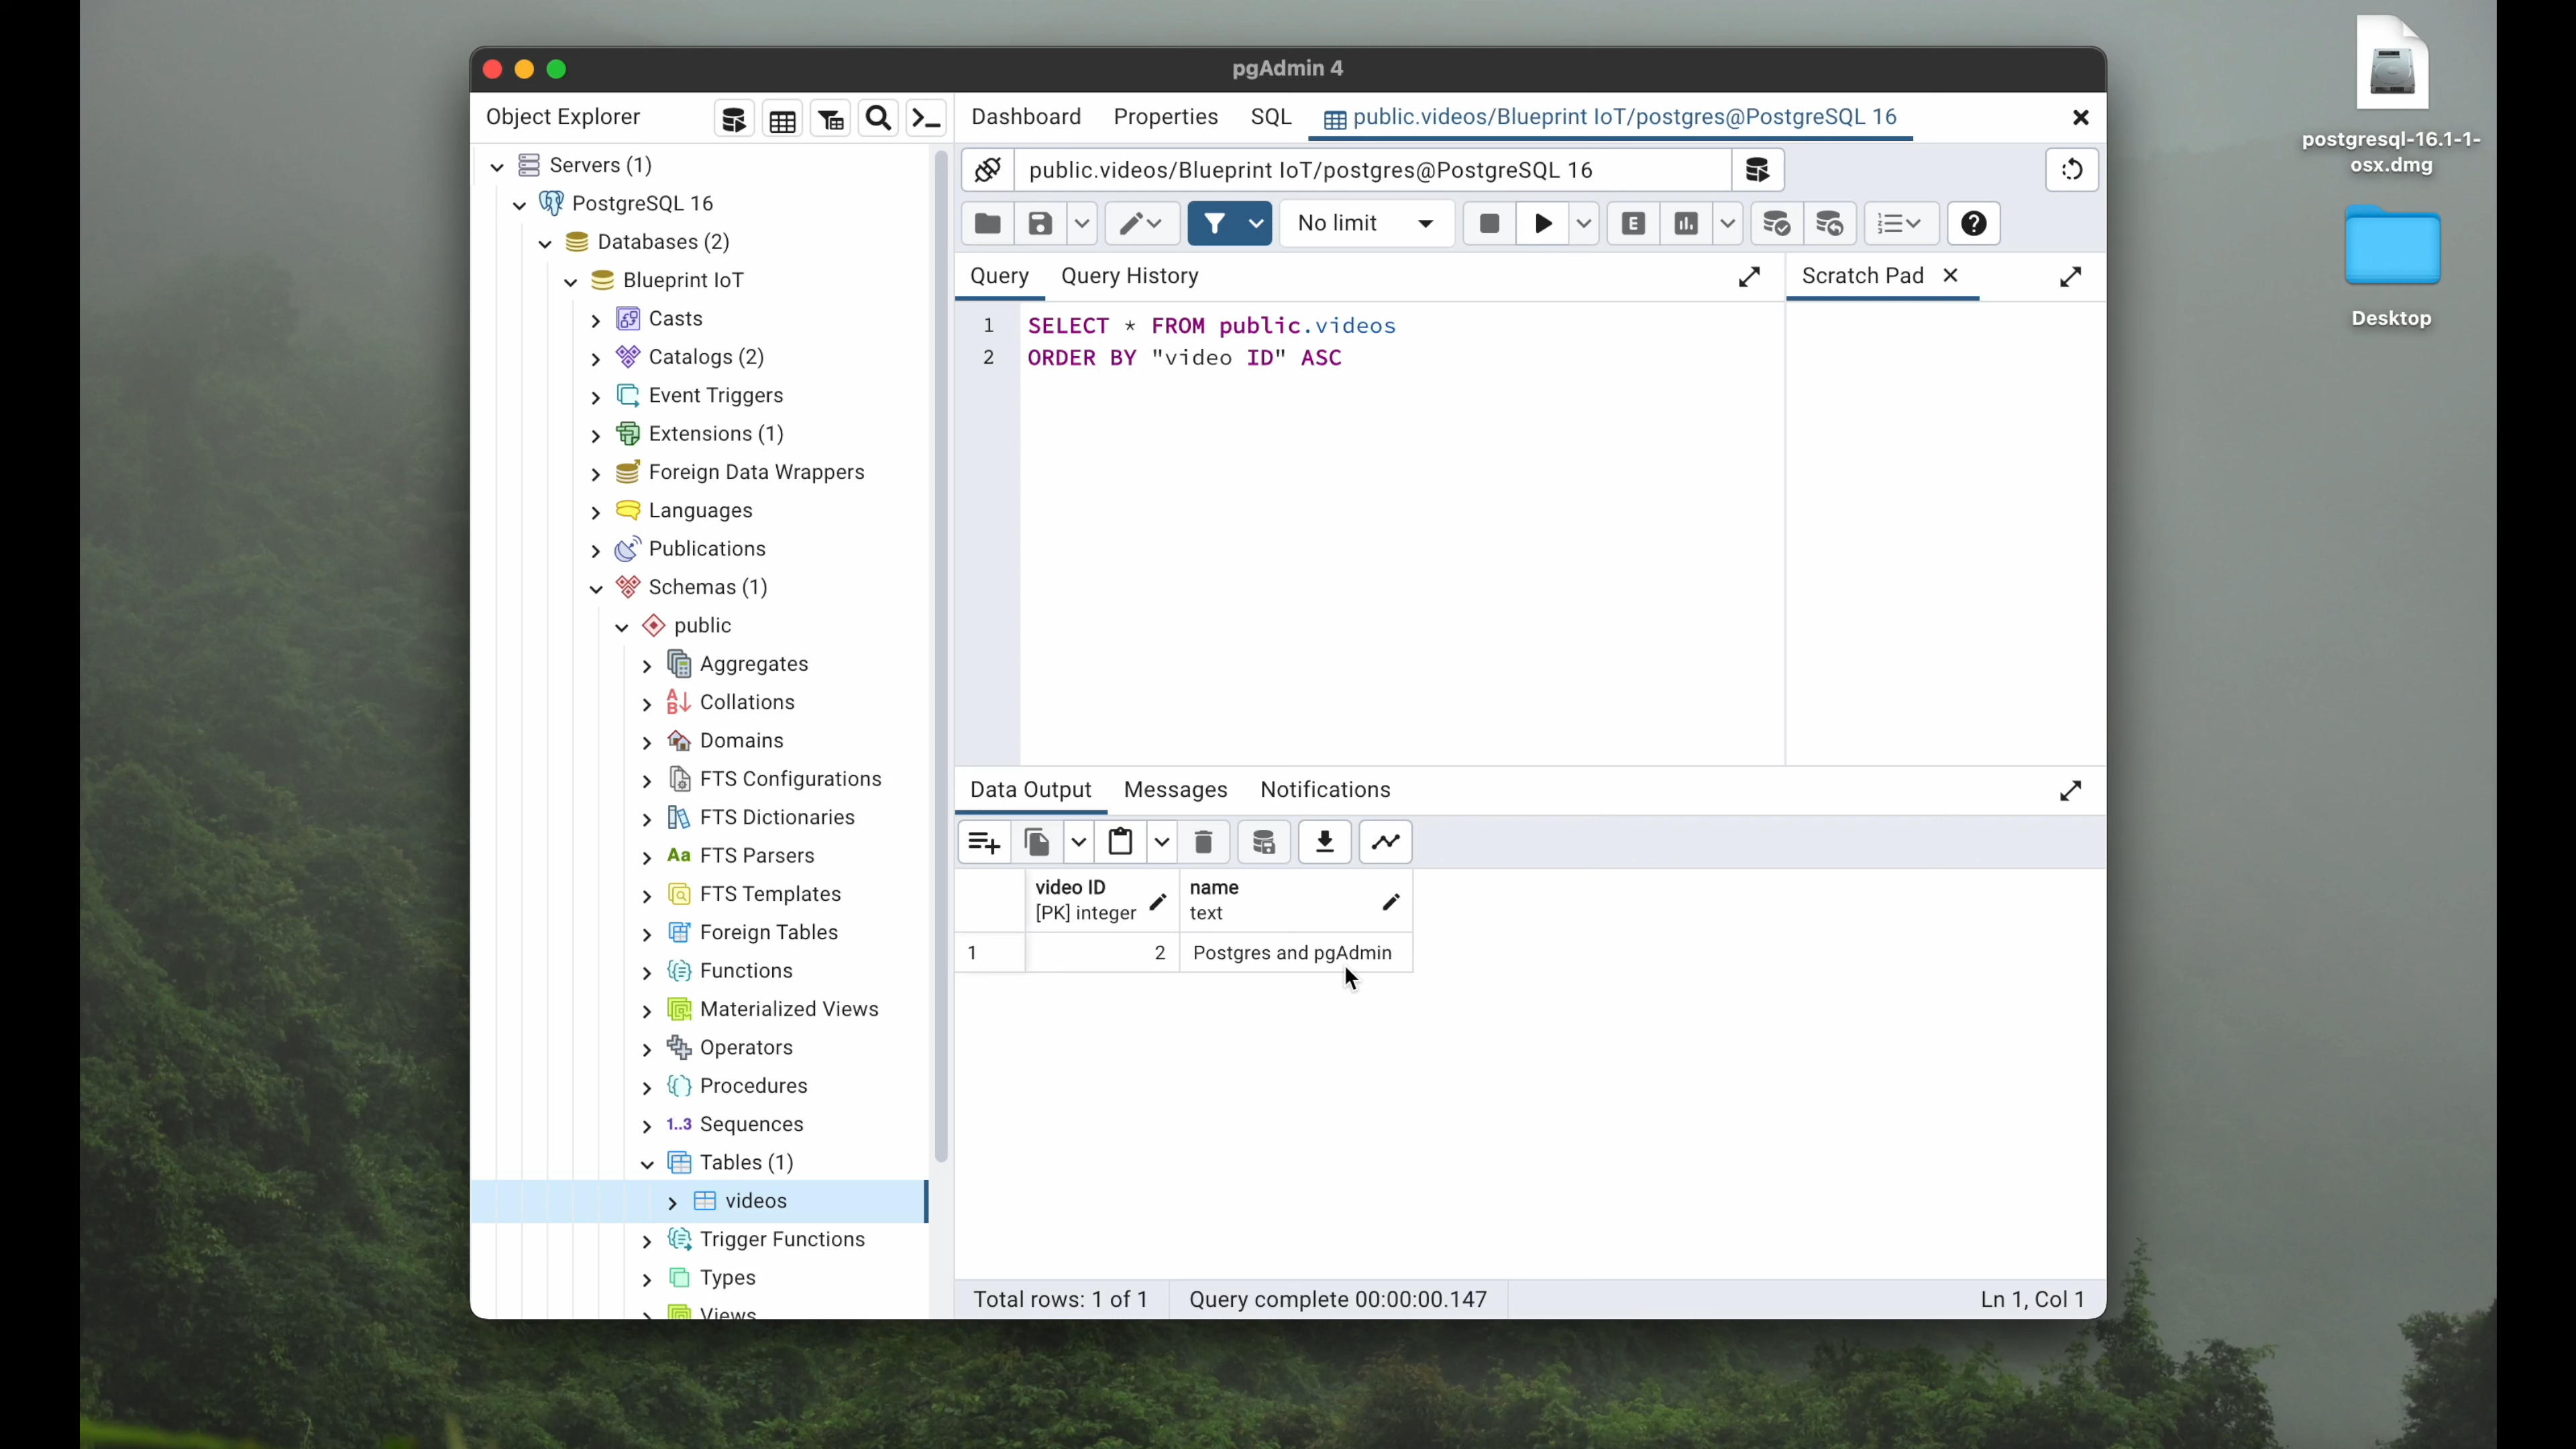 pgAdmin 4
Object Explorer
Servers (1)
PostgreSQL 16
Databases (2)
Blueprint IoT
Casts
Catalogs (2)
Event Triggers
Extensions (1)
Foreign Data Wrappers
Languages
Publications
Schemas (1)
public
Aggregates
Collations
Domains
FTS Configurations
FTS Dictionaries
Aa FTS Parsers
FTS Templates
Foreign Tables
Functions
Materialized Views
Operators
Procedures
1..3 Sequences
Tables (1)
videos
Trigger Functions
Types
Views
Dashboard Properties SQL public.videos/Blueprint IoT/postgres@PostgreSQL 16
public.videos/Blueprint IoT/postgres@PostgreSQL 16
No limit E
Query Query History
1 SELECT * FROM public.videos
2 ORDER BY "video ID" ASC
Scratch Pad
Data Output Messages Notifications
video ID name
[PK] integer text
1 2 Postgres and pgAdmin
Total rows: 1 of 1 Query complete 00:00:00.147 Ln 1, Col 1
postgresql-16.1-1-
osx.dmg
Desktop